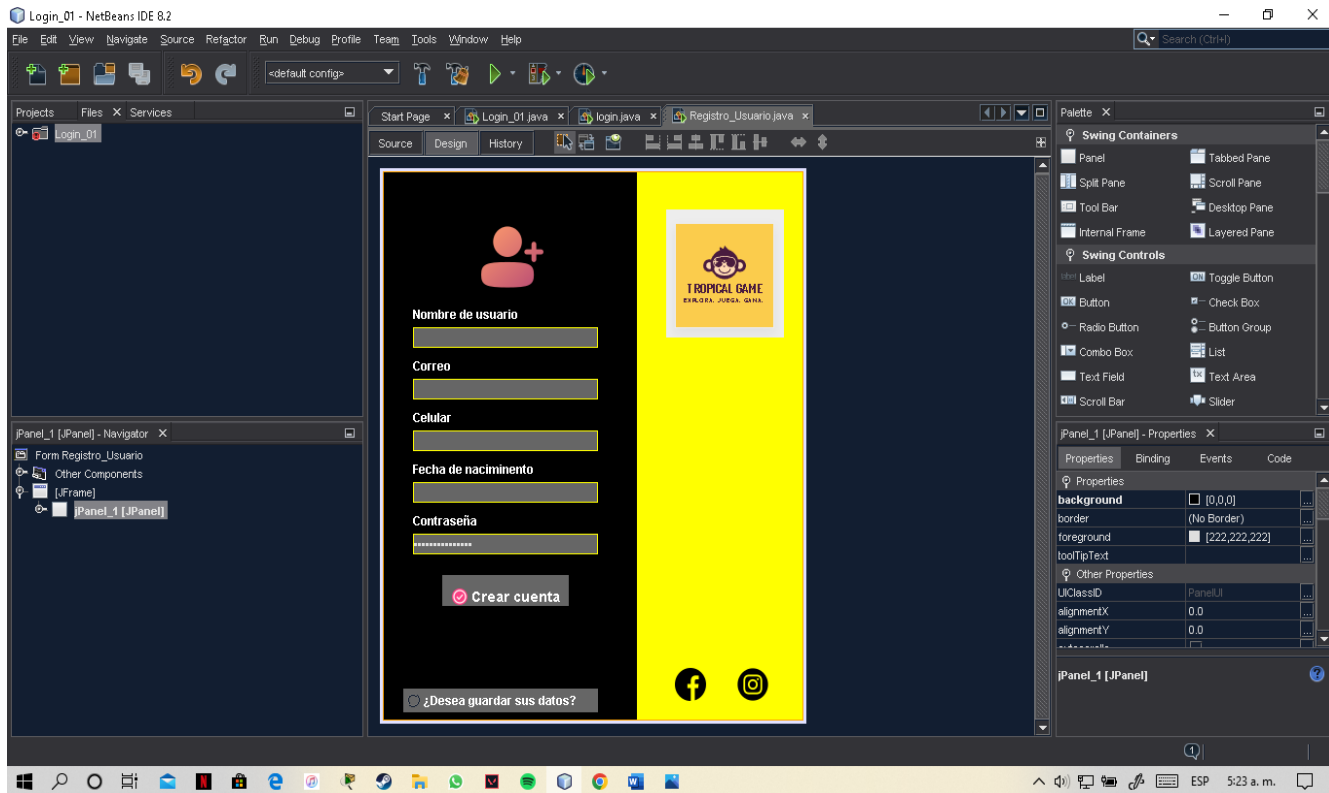 Login_01 - NetBeans IDE 8.2
File Edit View Navigate Source Refactor Run Debug Profile Team Tools Window Help
Search (Ctrl+I)
<default config>
Projects Files Services
Login_01
Start Page Login_01.java login.java Registro_Usuario.java
Source Design History
TROPICAL GAME
EXPLORA. JUEGA. GANA.
Nombre de usuario
Correo
Celular
Fecha de naciminento
Contraseña
Crear cuenta
¿Desea guardar sus datos?
jPanel_1 [JPanel] - Navigator
Form Registro_Usuario
Other Components
[JFrame]
jPanel_1 [JPanel]
Palette
Swing Containers
Panel Tabbed Pane
Split Pane Scroll Pane
Tool Bar Desktop Pane
Internal Frame Layered Pane
Swing Controls
label Label ON Toggle Button
OK Button Check Box
Radio Button Button Group
Combo Box List
Text Field tx Text Area
Scroll Bar Slider
jPanel_1 [JPanel] - Properties
Properties Binding Events Code
Properties
background [0,0,0]
border (No Border)
foreground [222,222,222]
toolTipText
Other Properties
UIClassID PanelUI
alignmentX 0.0
alignmentY 0.0
jPanel_1 [JPanel]
1
ESP 5:23 a. m.